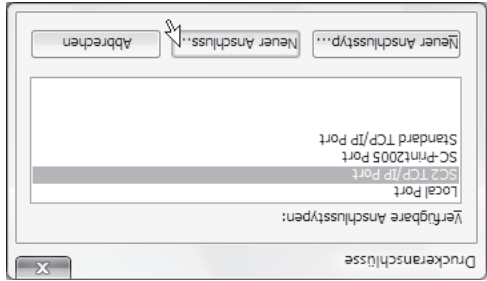 Druckeranschlüsse
X
Verfügbare Anschlusstypen:
Local Port
SC2 TCP/IP Port
SC-Print2005 Port
Standard TCP/IP Port
Neuer Anschlusstyp...
Neuer Anschluss...
Abbrechen